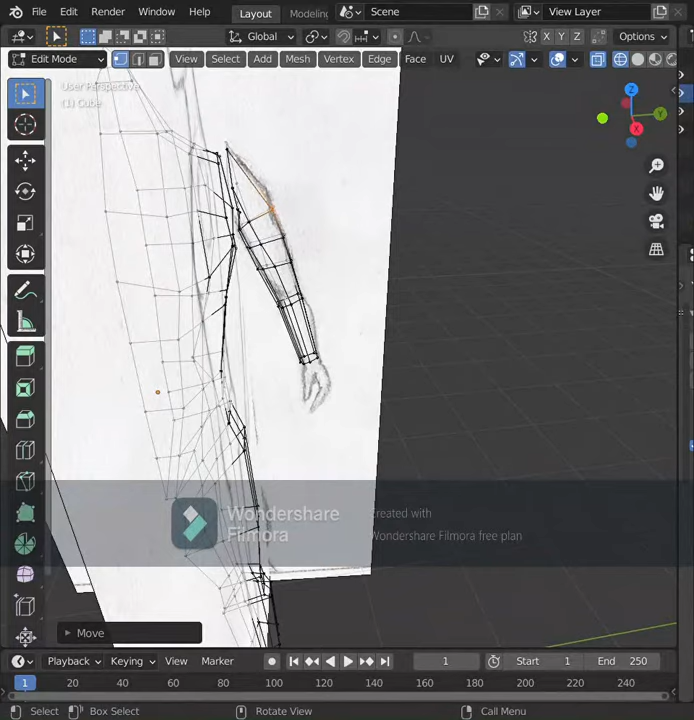 File Edit Render Window Help Layout Modeling Scene View Layer
Global X Y Z Options
Edit Mode View Select Add Mesh Vertex Edge Face UV
User Perspective
(1) Cube
Z
Y
X
Wondershare
Filmora
created with
Wondershare Filmora free plan
Move
Playback Keying View Marker 1 Start 1 End 250
1 20 40 60 80 100 120 140 160 180 200 220 240
Select Box Select Rotate View Call Menu